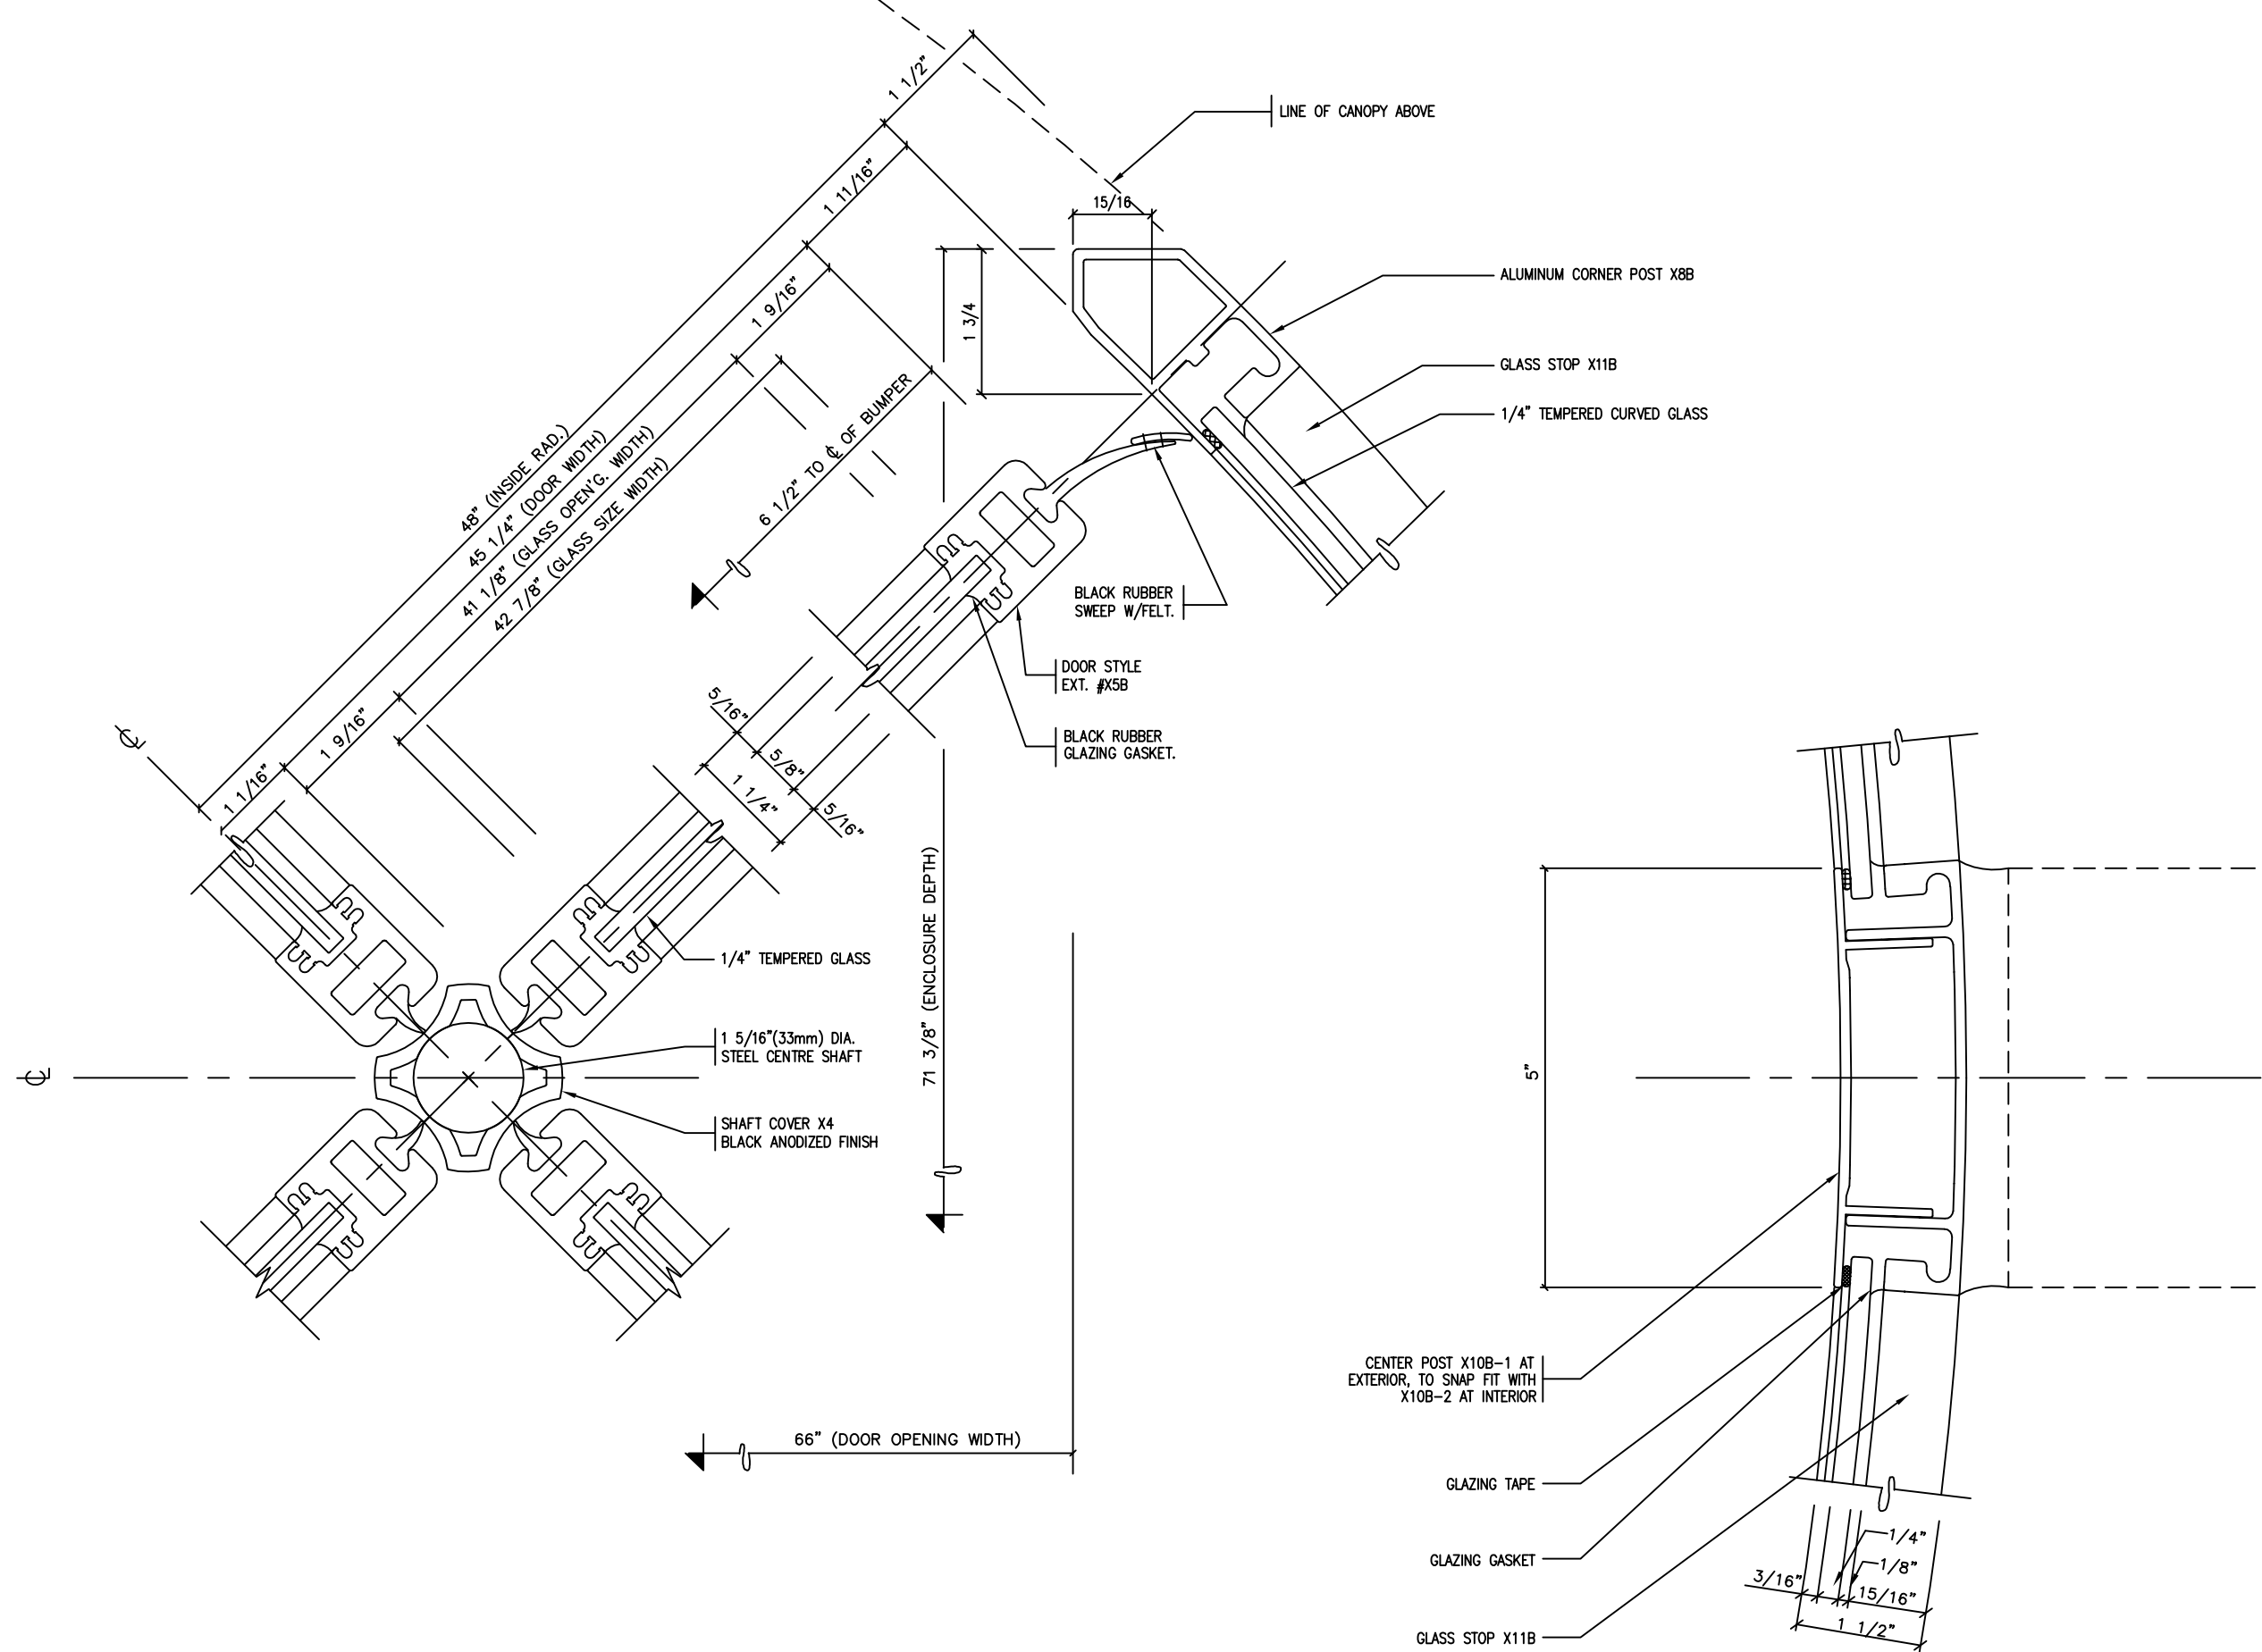 1 1/2"
LINE OF CANOPY ABOVE
1 11/16"
15/16
ALUMINUM CORNER POST X8B
1 9/16"
1 3/4
GLASS STOP X11B
1/4" TEMPERED CURVED GLASS
48" (INSIDE RAD.)
45 1/4" (DOOR WIDTH)
41 1/8" (GLASS OPEN'G. WIDTH)
42 7/8" (GLASS SIZE WIDTH)
6 1/2" TO ℄ OF BUMPER
BLACK RUBBER
SWEEP W/FELT.
DOOR STYLE
EXT. #X5B
BLACK RUBBER
GLAZING GASKET.
5/16"
5/8"
5/16"
1 1/4"
1 9/16"
1 1/16"
℄
1/4" TEMPERED GLASS
1 5/16"(33mm) DIA.
STEEL CENTRE SHAFT
℄
SHAFT COVER X4
BLACK ANODIZED FINISH
71 3/8" (ENCLOSURE DEPTH)
66" (DOOR OPENING WIDTH)
5"
CENTER POST X10B-1 AT
EXTERIOR, TO SNAP FIT WITH
X10B-2 AT INTERIOR
GLAZING TAPE
GLAZING GASKET
GLASS STOP X11B
1/4"
1/8"
3/16"
15/16"
1 1/2"